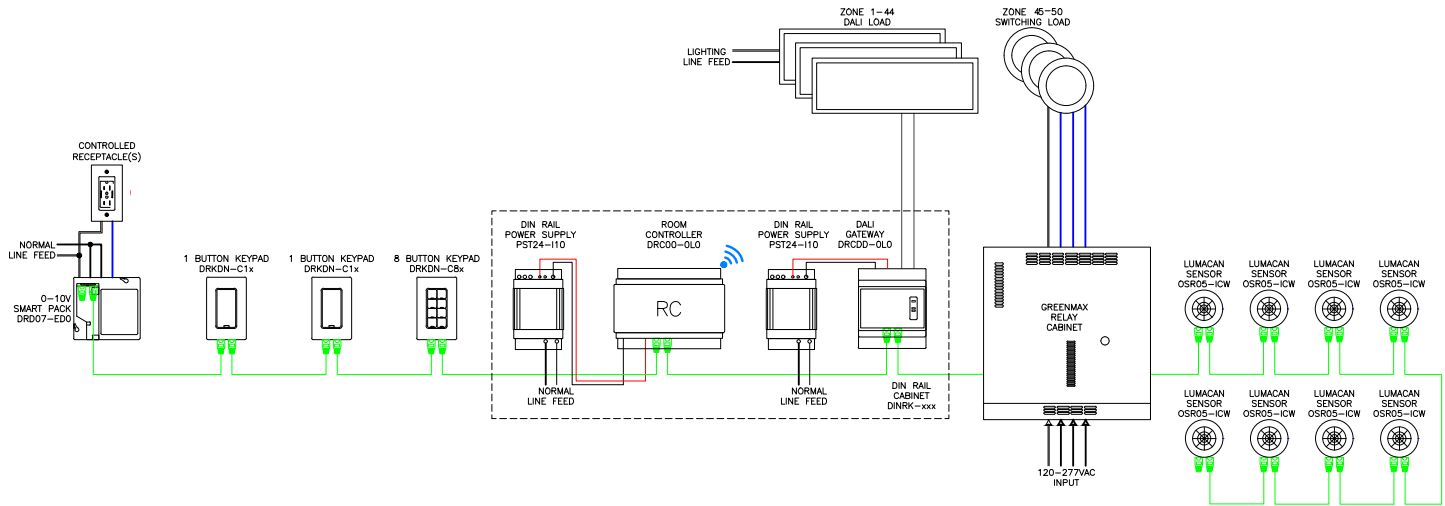 ZONE 1-44
DALI LOAD
ZONE 45-50
SWITCHING LOAD
LIGHTING
LINE FEED
CONTROLLED
RECEPTACLE(S)
NORMAL
LINE FEED
0-10V
SMART PACK
DRD07-ED0
1 BUTTON KEYPAD
DRKDN-C1x
1 BUTTON KEYPAD
DRKDN-C1x
8 BUTTON KEYPAD
DRKDN-C8x
DIN RAIL
POWER SUPPLY
PST24-I10
NORMAL
LINE FEED
ROOM
CONTROLLER
DRC00-0L0
RC
DIN RAIL
POWER SUPPLY
PST24-I10
NORMAL
LINE FEED
DALI
GATEWAY
DRCDD-0L0
DIN RAIL
CABINET
DINRK-xxx
GREENMAX
RELAY
CABINET
120-277VAC
INPUT
LUMACAN
SENSOR
OSR05-ICW
LUMACAN
SENSOR
OSR05-ICW
LUMACAN
SENSOR
OSR05-ICW
LUMACAN
SENSOR
OSR05-ICW
LUMACAN
SENSOR
OSR05-ICW
LUMACAN
SENSOR
OSR05-ICW
LUMACAN
SENSOR
OSR05-ICW
LUMACAN
SENSOR
OSR05-ICW